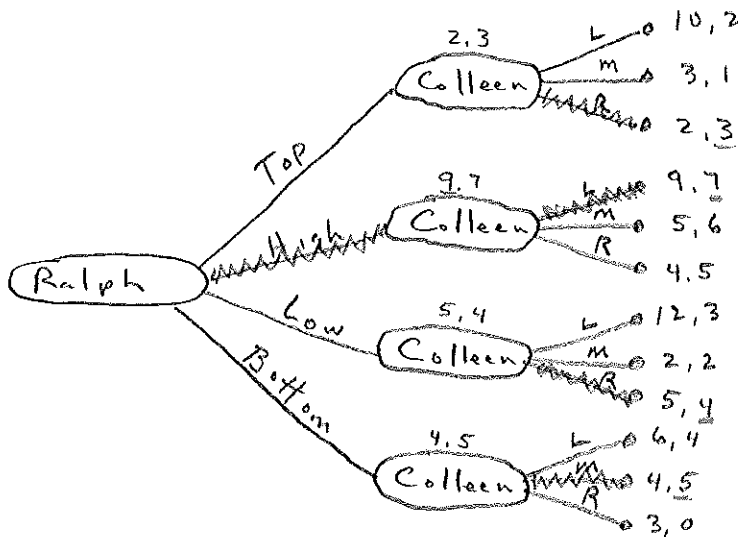 2, 3
Colleen
L
10, 2
M
3, 1
R
2, 3
Top
9, 7
Colleen
L
9, 7
M
5, 6
R
4, 5
High
Ralph
Low
5, 4
Colleen
L
12, 3
M
2, 2
R
5, 4
Bottom
4, 5
Colleen
L
6, 4
M
4, 5
R
3, 0